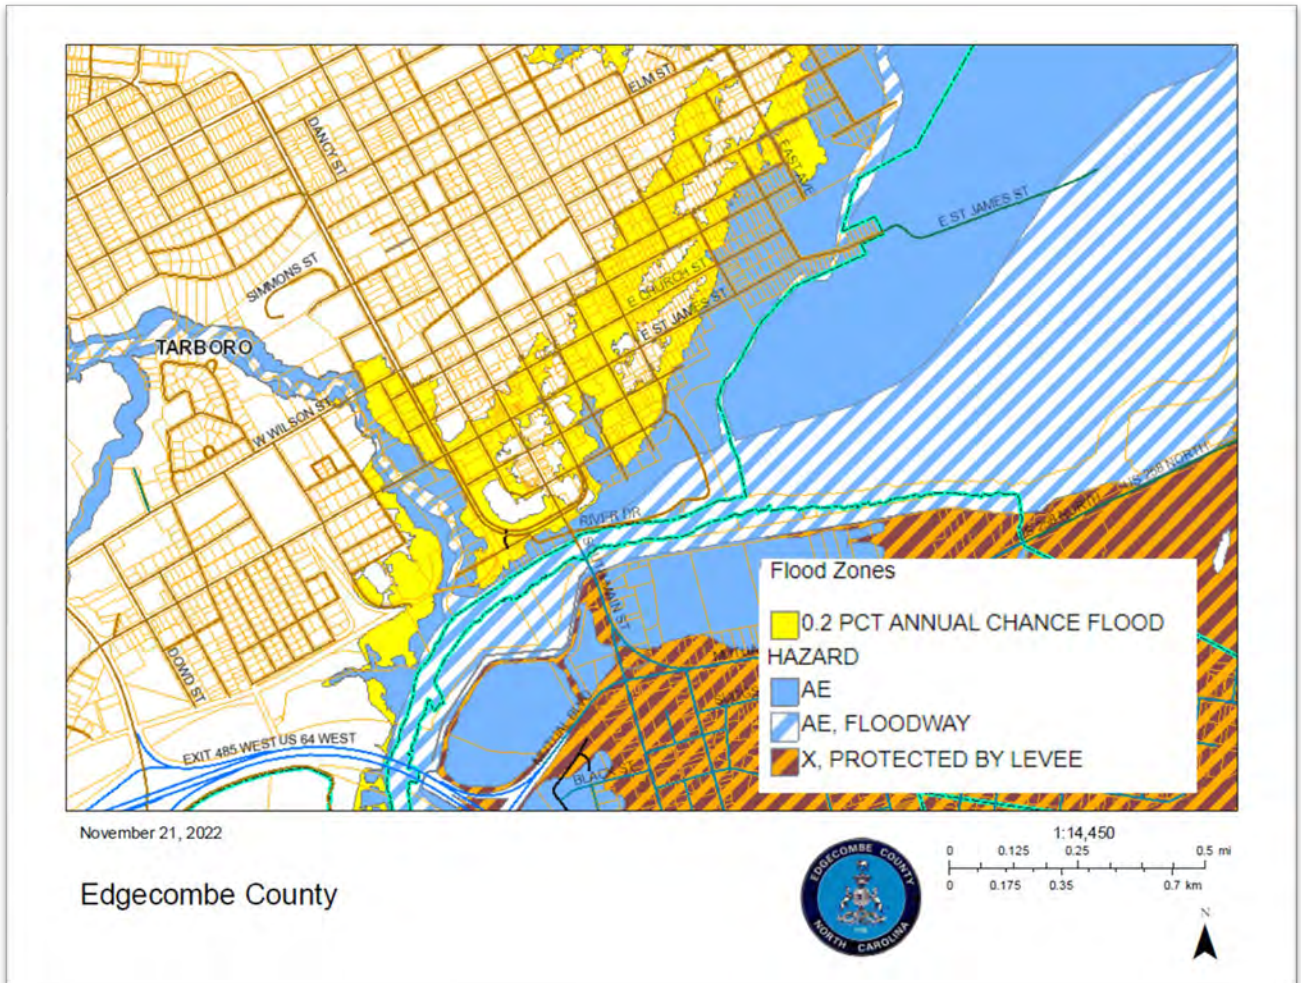 ELM ST
DANCY ST
EAST AVE
E ST JAMES ST
SIMMONS ST
E CHURCH ST
E ST JAMES ST
TARBORO
W WILSON ST
US 258 NORTH
RIVER DR
MAIN ST
DOWD ST
EXIT 485 WEST US 64 WEST
BLACK ST
Flood Zones
0.2 PCT ANNUAL CHANCE FLOOD
HAZARD
AE
AE, FLOODWAY
X, PROTECTED BY LEVEE
November 21, 2022
Edgecombe County
EDGECOMBE COUNTY
NORTH CAROLINA
1:14,450
0 0.125 0.25 0.5 mi
0 0.175 0.35 0.7 km
N